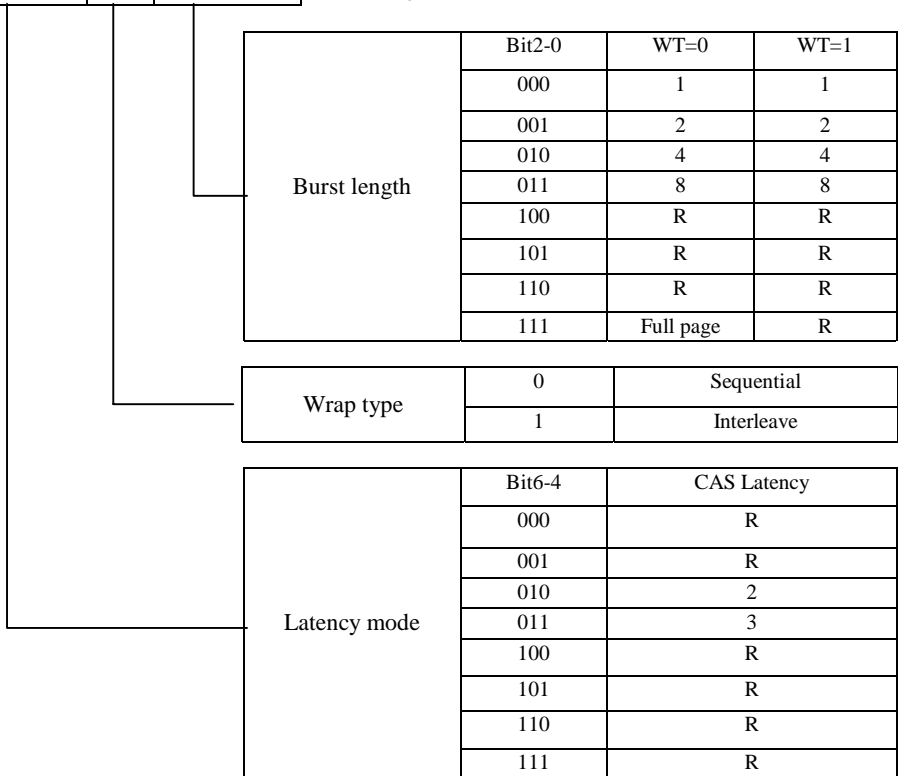 Bit2-0 WT=0 WT=1
000 1 1
001 2 2
010 4 4
Burst length 011 8 8
100 R R
101 R R
110 R R
111 Full page R
Wrap type 0 Sequential
1 Interleave
Bit6-4 CAS Latency
000 R
001 R
010 2
Latency mode 011 3
100 R
101 R
110 R
111 R